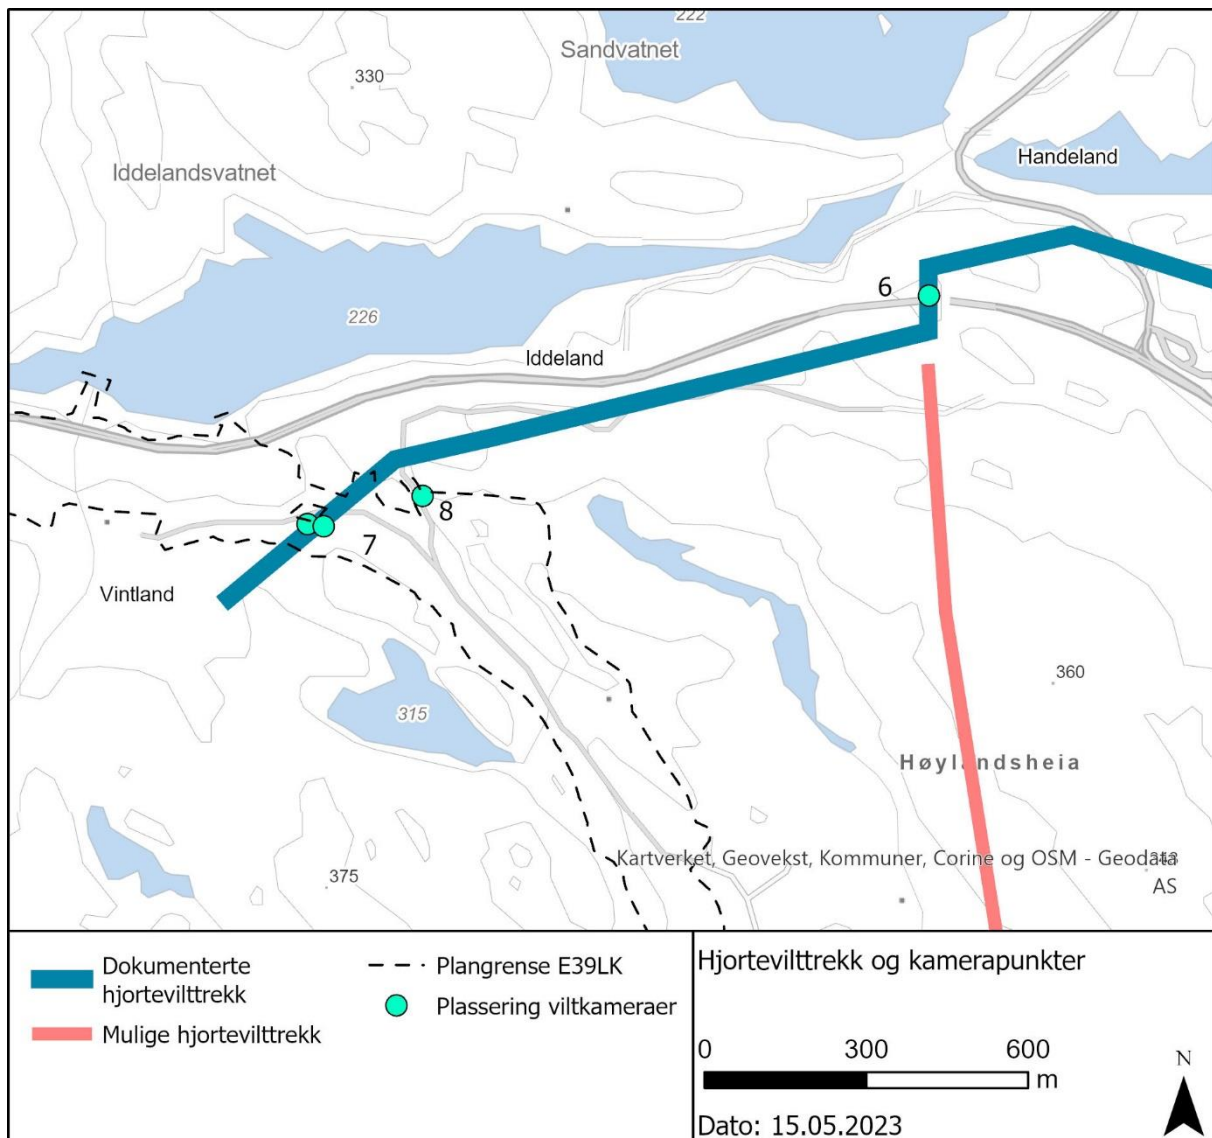 222
Sandvatnet
330
Handeland
Iddelandsvatnet
6
226
Iddeland
8
7
Vintland
360
315
Høylandsheia
Kartverket, Geovekst, Kommuner, Corine og OSM - Geodata
AS
375
Dokumenterte
hjortevilttrekk
Mulige hjortevilttrekk
Plangrense E39LK
Plassering viltkameraer
Hjortevilttrekk og kamerapunkter
0 300 600
m
Dato: 15.05.2023
N